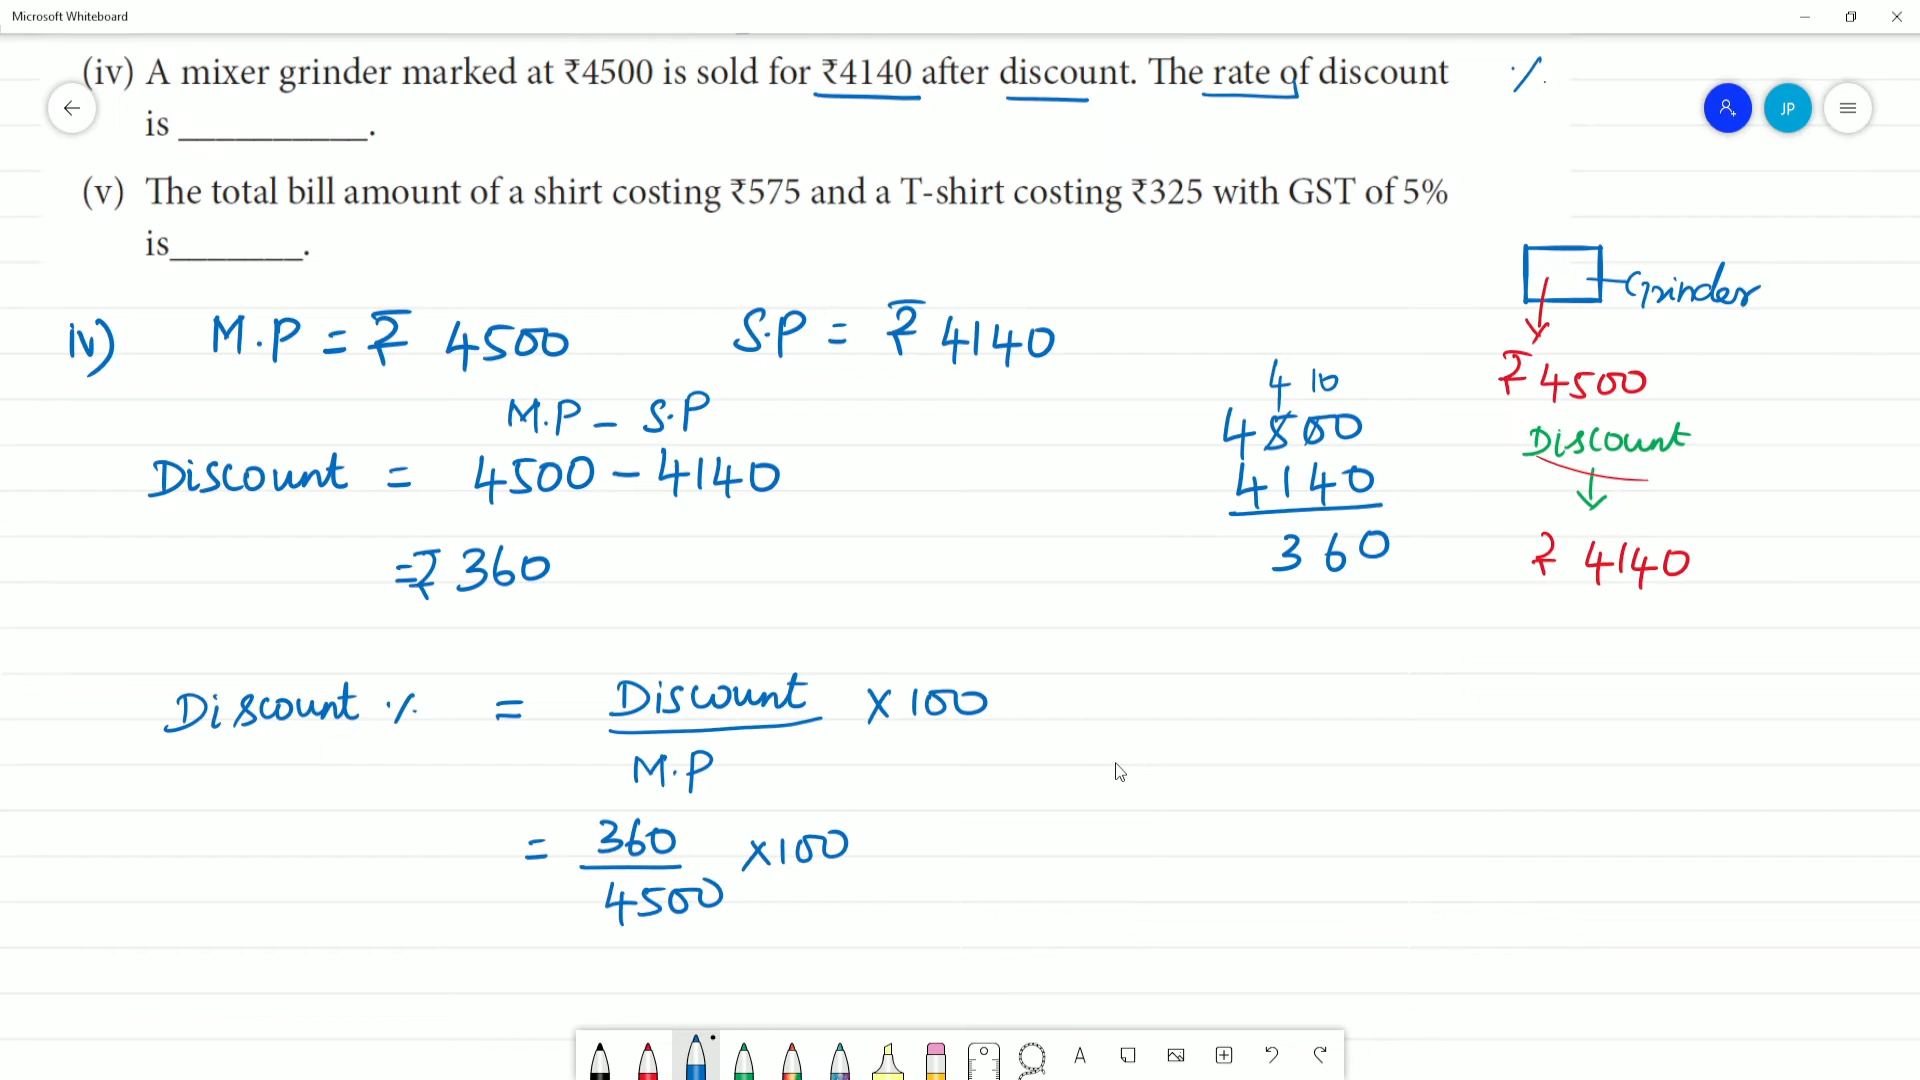 Microsoft Whiteboard
(iv) A mixer grinder marked at ₹4500 is sold for ₹4140 after discount. The rate of discount %
is __________.
JP
(v) The total bill amount of a shirt costing ₹575 and a T-shirt costing ₹325 with GST of 5%
is_______.
Grinder
iv) M.P = ₹ 4500 S.P = ₹ 4140
₹ 4500
M.P - S.P
Discount = 4500 - 4140
= ₹ 360
4 10
4500
4140
360
Discount
₹ 4140
Discount % = Discount × 100
M.P
= 360 ×100
4500
A